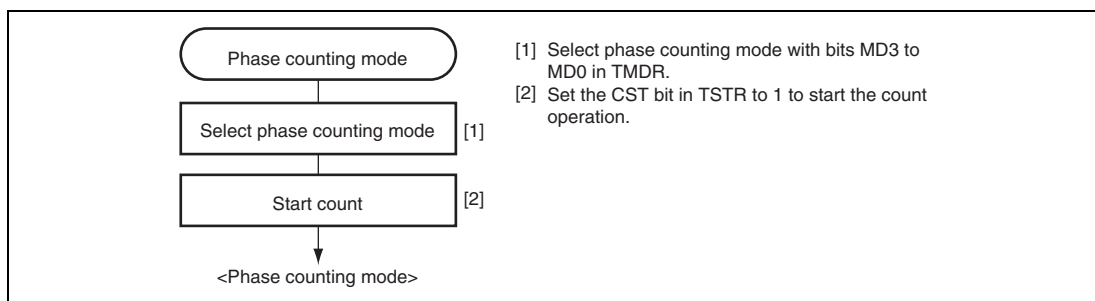 Phase counting mode
Select phase counting mode
[1]
Start count
[2]
<Phase counting mode>
[1] Select phase counting mode with bits MD3 to
MD0 in TMDR.
[2] Set the CST bit in TSTR to 1 to start the count
operation.